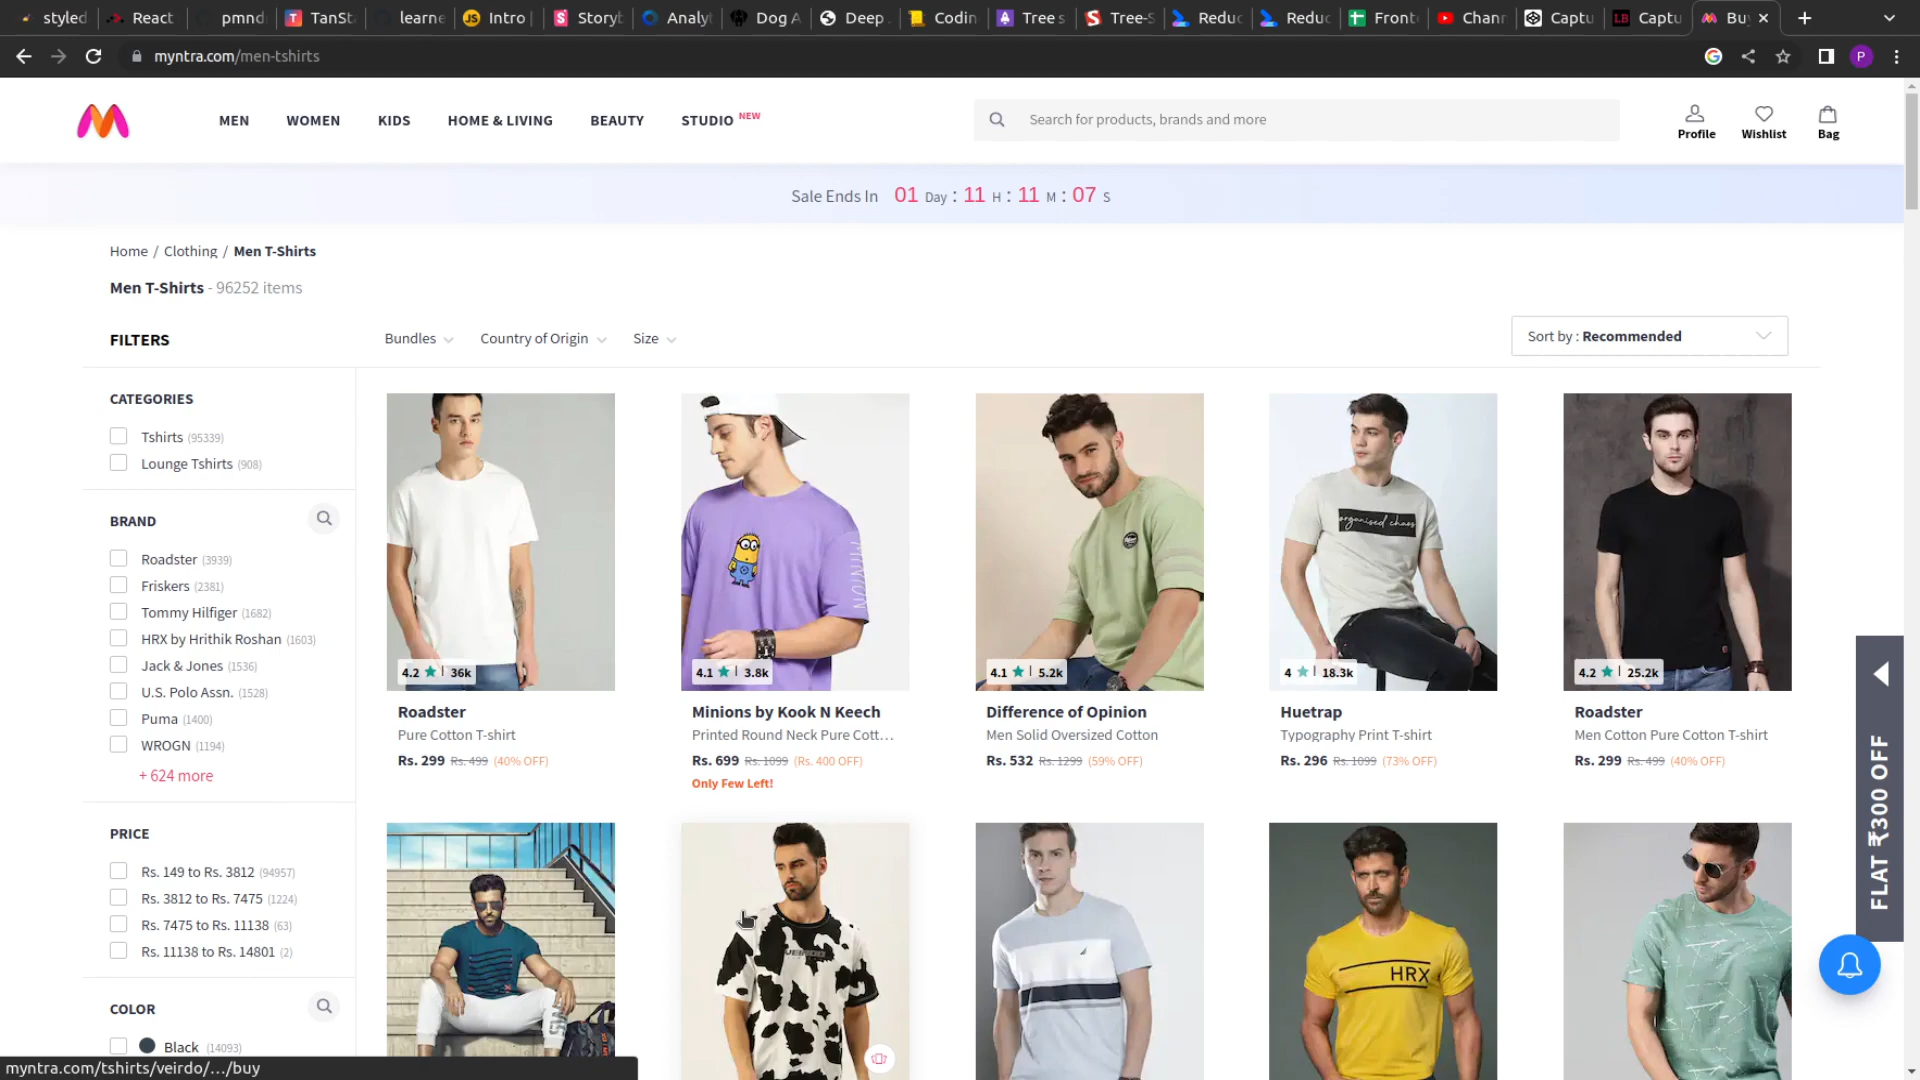 styled
React
pmnd
TanSt
learne
Intro
Storyb
Analyt
Dog A
Deep
Codin
Tree s
Tree-S
Reduc
Reduc
Front
Chann
Captu
Captu
Bu
myntra.com/men-tshirts
P
MEN
WOMEN
KIDS
HOME & LIVING
BEAUTY
STUDIO NEW
Search for products, brands and more
Profile
Wishlist
Bag
Sale Ends In 01 Day : 11 H : 11 M : 07 S
Home / Clothing / Men T-Shirts
Men T-Shirts - 96252 items
FILTERS
Bundles
Country of Origin
Size
Sort by : Recommended
CATEGORIES
Tshirts (95339)
Lounge Tshirts (908)
BRAND
Roadster (3939)
Friskers (2381)
Tommy Hilfiger (1682)
HRX by Hrithik Roshan (1603)
Jack & Jones (1536)
U.S. Polo Assn. (1528)
Puma (1400)
WROGN (1194)
+ 624 more
PRICE
Rs. 149 to Rs. 3812 (94957)
Rs. 3812 to Rs. 7475 (1224)
Rs. 7475 to Rs. 11138 (63)
Rs. 11138 to Rs. 14801 (2)
COLOR
Black (14093)
4.2 | 36k
Roadster
Pure Cotton T-shirt
Rs. 299 Rs. 499 (40% OFF)
MINION
4.1 | 3.8k
Minions by Kook N Keech
Printed Round Neck Pure Cott...
Rs. 699 Rs. 1099 (Rs. 400 OFF)
Only Few Left!
4.1 | 5.2k
Difference of Opinion
Men Solid Oversized Cotton
Rs. 532 Rs. 1299 (59% OFF)
organised chaos
4 | 18.3k
Huetrap
Typography Print T-shirt
Rs. 296 Rs. 1099 (73% OFF)
4.2 | 25.2k
Roadster
Men Cotton Pure Cotton T-shirt
Rs. 299 Rs. 499 (40% OFF)
VEIRDO
HRX
FLAT ₹300 OFF
myntra.com/tshirts/veirdo/.../buy